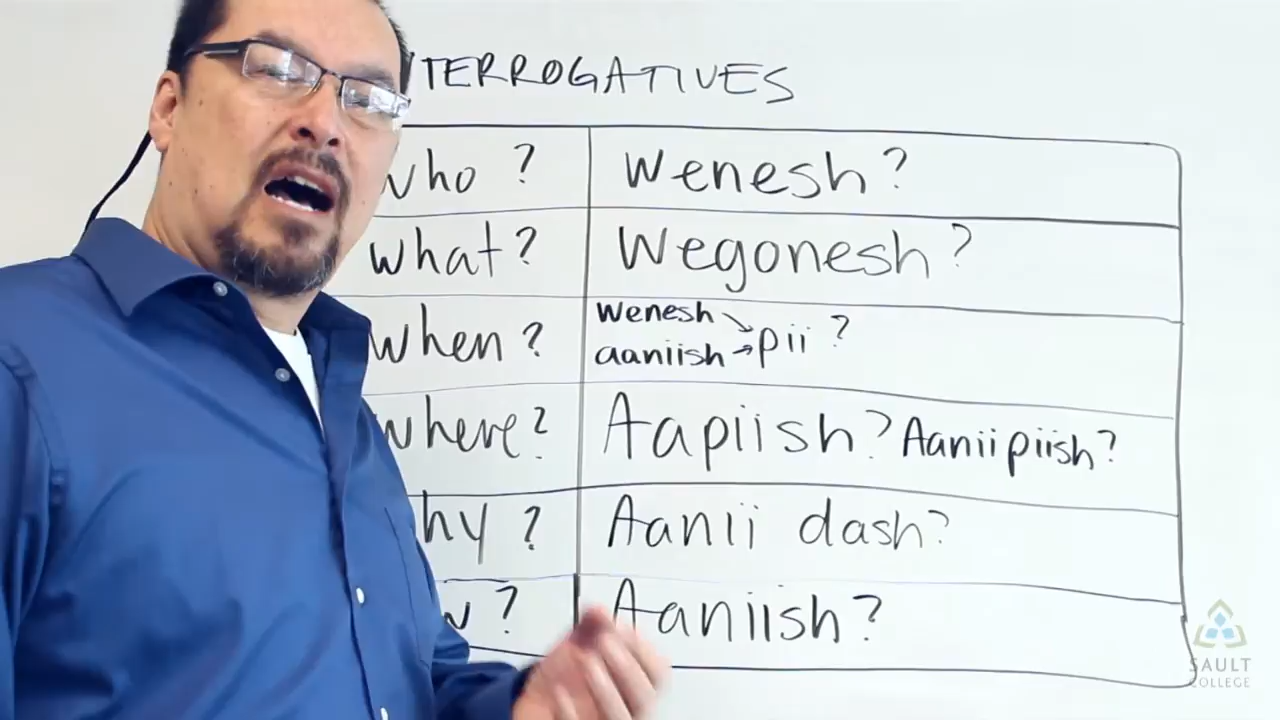 TERROGATIVES
who ? wenesh ?
what ? wegonesh ?
when ? wenesh aaniish pii ?
where ? Aapiish ? Aaniipiish ?
hy ? Aanii dash ?
w ? Aaniish ?
SAULT
COLLEGE